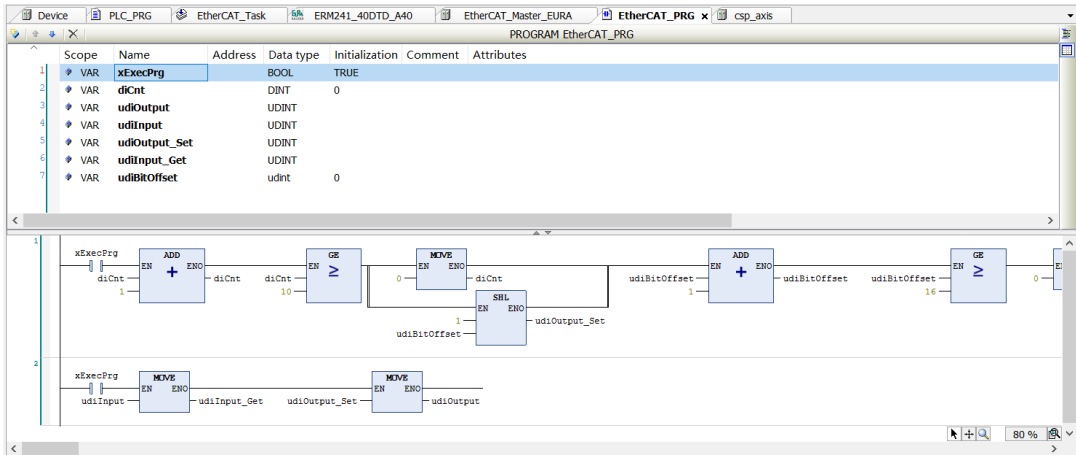 Device PLC_PRG EtherCAT_Task ERM241_40DTD_A40 EtherCAT_Master_EURA EtherCAT_PRG x csp_axis
PROGRAM EtherCAT_PRG
Scope Name Address Data type Initialization Comment Attributes
1 VAR xExecPrg BOOL TRUE
2 VAR diCnt DINT 0
3 VAR udiOutput UDINT
4 VAR udiInput UDINT
5 VAR udiOutput_Set UDINT
6 VAR udiInput_Get UDINT
7 VAR udiBitOffset udint 0
1
xExecPrg ADD GE MOVE ADD GE
EN ENO EN EN ENO EN ENO EN E
diCnt + diCnt diCnt ≥ 0 diCnt udiBitOffset + udiBitOffset udiBitOffset ≥ 0
1 10 1 16
SHL
EN ENO
1 udiOutput_Set
udiBitOffset
2
xExecPrg MOVE MOVE
EN ENO EN ENO
udiInput udiInput_Get udiOutput_Set udiOutput
80 %